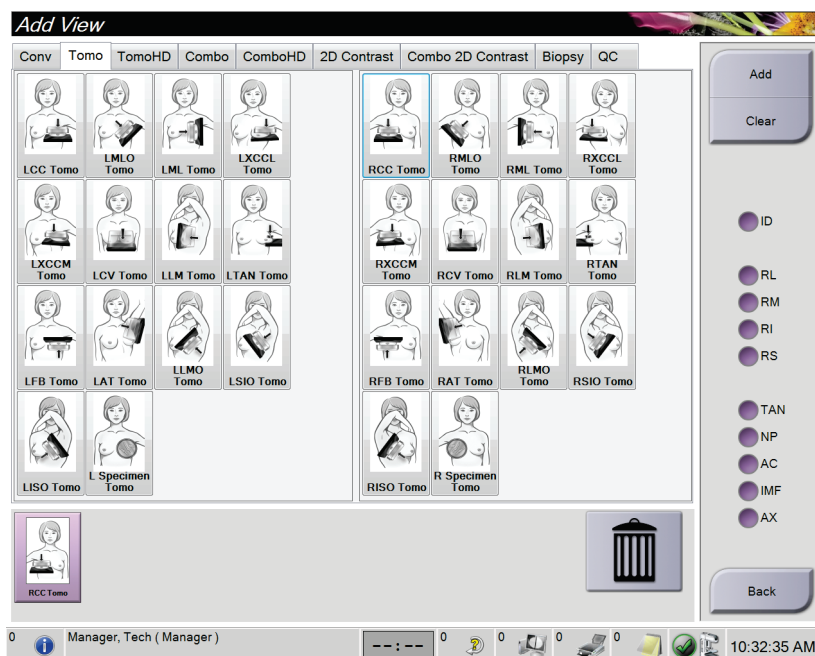 Add View
Conv Tomo TomoHD Combo ComboHD 2D Contrast Combo 2D Contrast Biopsy QC
LCC Tomo
LMLO
Tomo
LML Tomo
LXCCL
Tomo
LXCCM
Tomo
LCV Tomo
LLM Tomo
LTAN Tomo
LFB Tomo
LAT Tomo
LLMO
Tomo
LSIO Tomo
LISO Tomo
L Specimen
Tomo
RCC Tomo
RMLO
Tomo
RML Tomo
RXCCL
Tomo
RXCCM
Tomo
RCV Tomo
RLM Tomo
RTAN
Tomo
RFB Tomo
RAT Tomo
RLMO
Tomo
RSIO Tomo
RISO Tomo
R Specimen
Tomo
Add
Clear
ID
RL
RM
RI
RS
TAN
NP
AC
IMF
AX
Back
RCC Tomo
0 Manager, Tech ( Manager ) --:-- 0 0 0 0 10:32:35 AM